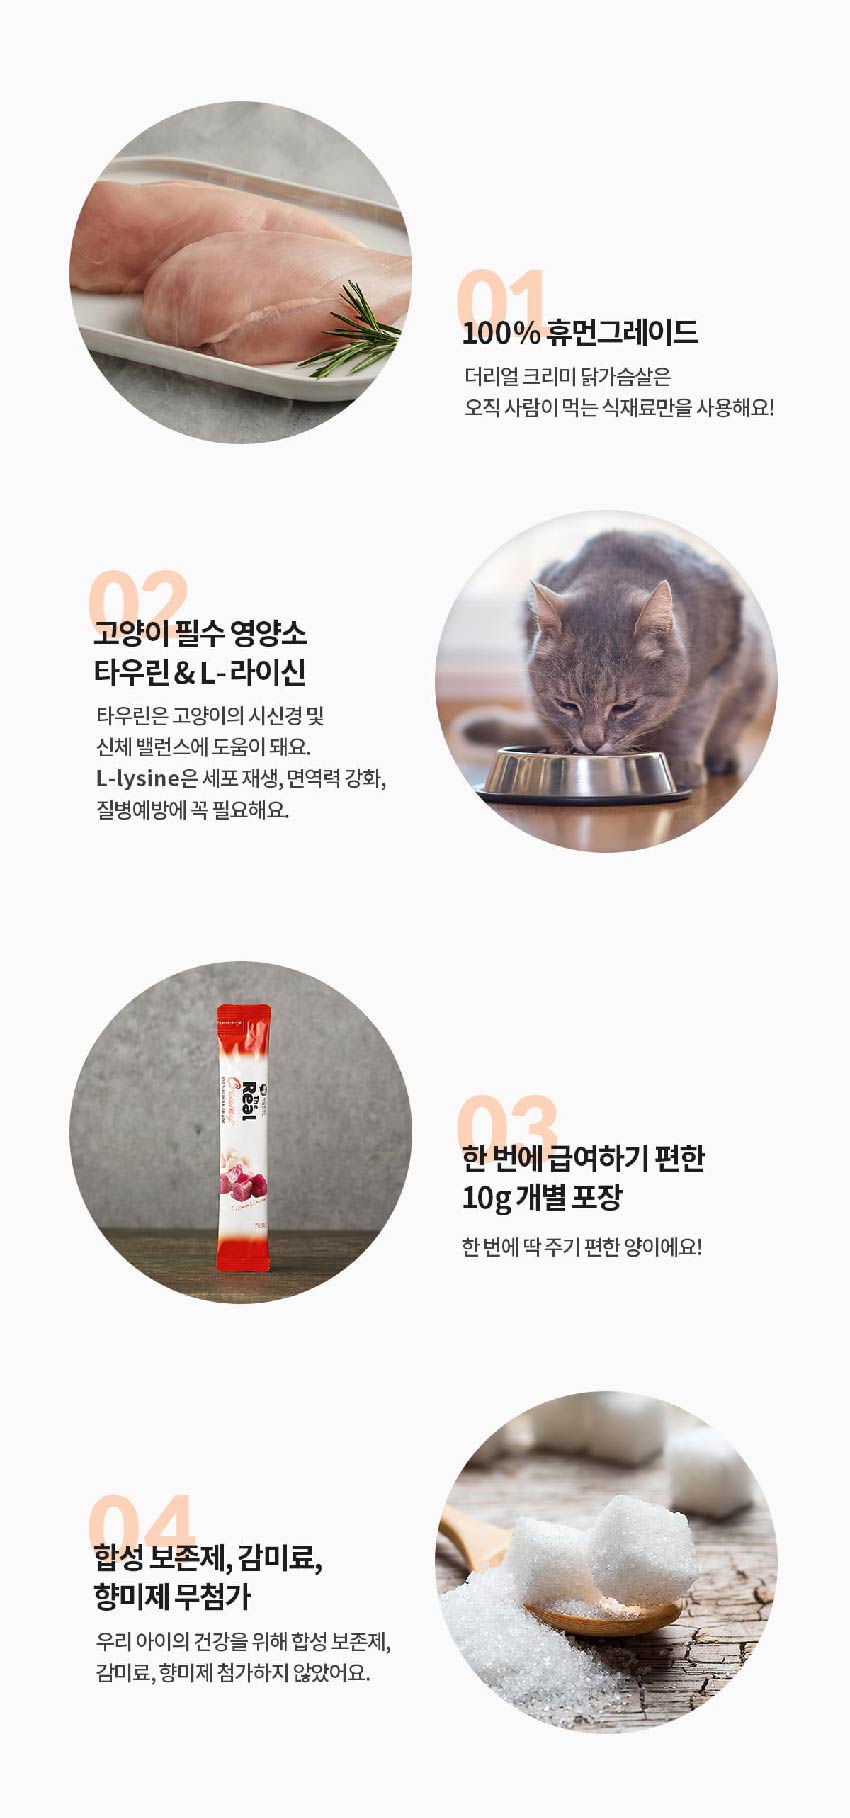 01
100% 휴먼그레이드
더리얼 크리미 닭가슴살은
오직 사람이 먹는 식재료만을 사용해요!
02
고양이 필수 영양소
타우린 & L- 라이신
타우린은 고양이의 시신경 및
신체 밸런스에 도움이 돼요.
L-lysine은 세포 재생, 면역력 강화,
질병예방에 꼭 필요해요.
The
Real
Creamy
03
한 번에 급여하기 편한
10g 개별 포장
한 번에 딱 주기 편한 양이에요!
04
합성 보존제, 감미료,
향미제 무첨가
우리 아이의 건강을 위해 합성 보존제,
감미료, 향미제 첨가하지 않았어요.